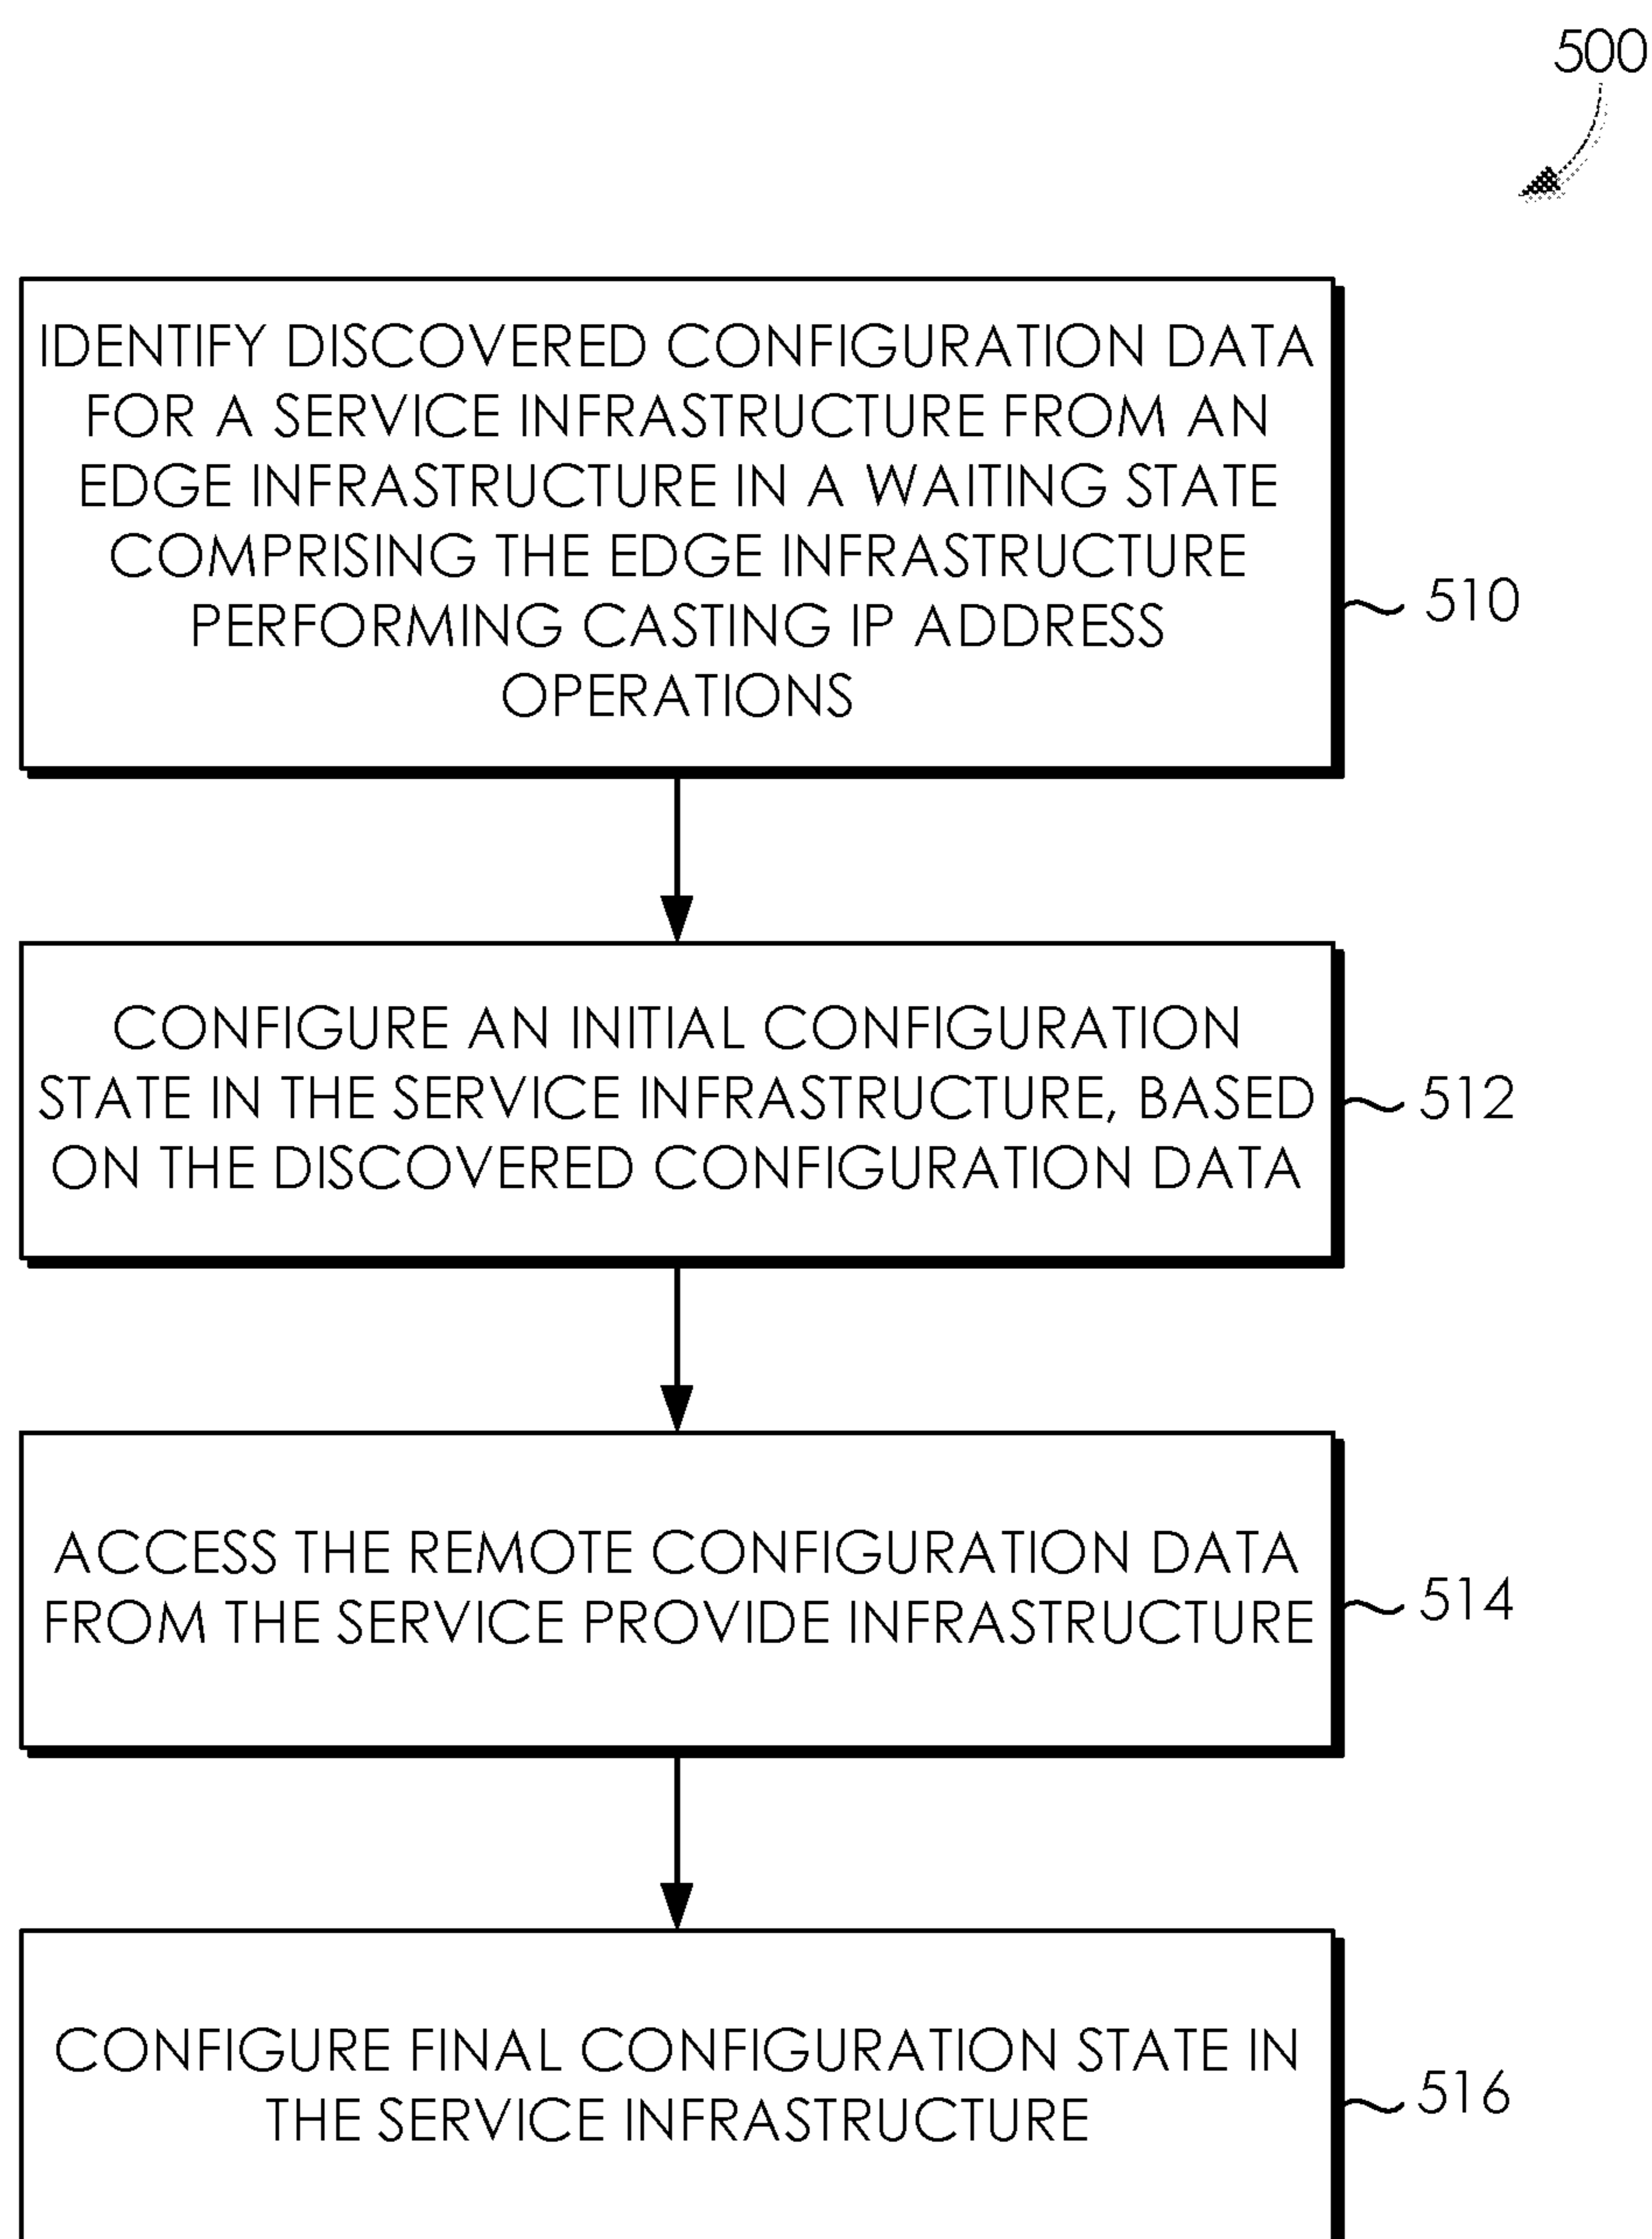 500
IDENTIFY DISCOVERED CONFIGURATION DATA
FOR A SERVICE INFRASTRUCTURE FROM AN
EDGE INFRASTRUCTURE IN A WAITING STATE
COMPRISING THE EDGE INFRASTRUCTURE
PERFORMING CASTING IP ADDRESS
OPERATIONS
510
CONFIGURE AN INITIAL CONFIGURATION
STATE IN THE SERVICE INFRASTRUCTURE, BASED
ON THE DISCOVERED CONFIGURATION DATA
512
ACCESS THE REMOTE CONFIGURATION DATA
FROM THE SERVICE PROVIDE INFRASTRUCTURE
514
CONFIGURE FINAL CONFIGURATION STATE IN
THE SERVICE INFRASTRUCTURE
516